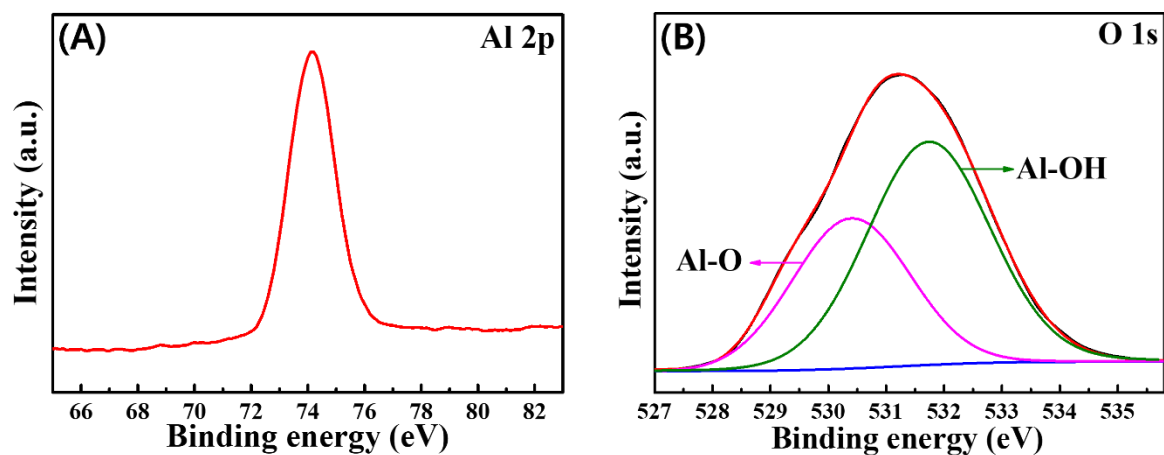 (A)
Al 2p
Intensity (a.u.)
66 68 70 72 74 76 78 80 82
Binding energy (eV)
(B)
O 1s
Al-OH
Al-O
Intensity (a.u.)
527 528 529 530 531 532 533 534 535
Binding energy (eV)